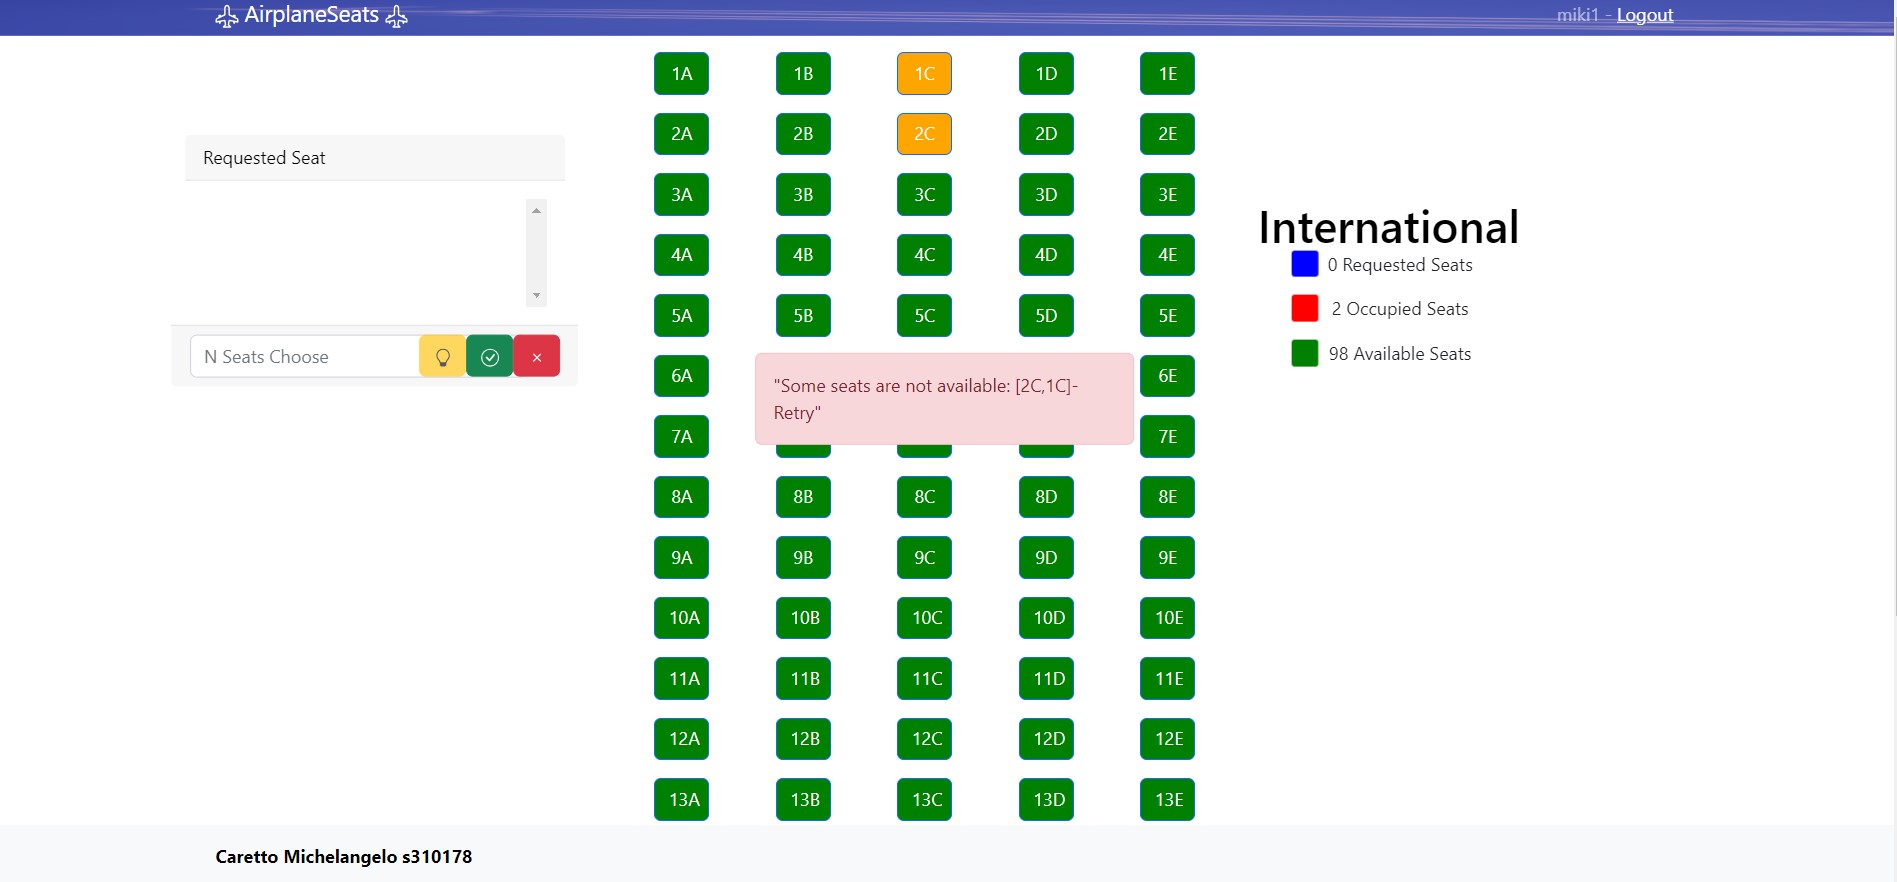 AirplaneSeats
miki1 - Logout
Requested Seat
N Seats Choose
1A 1B 1C 1D 1E
2A 2B 2C 2D 2E
3A 3B 3C 3D 3E
4A 4B 4C 4D 4E
5A 5B 5C 5D 5E
6A 6E
"Some seats are not available: [2C,1C]-
Retry"
7A 7E
8A 8B 8C 8D 8E
9A 9B 9C 9D 9E
10A 10B 10C 10D 10E
11A 11B 11C 11D 11E
12A 12B 12C 12D 12E
13A 13B 13C 13D 13E
International
0 Requested Seats
2 Occupied Seats
98 Available Seats
Caretto Michelangelo s310178